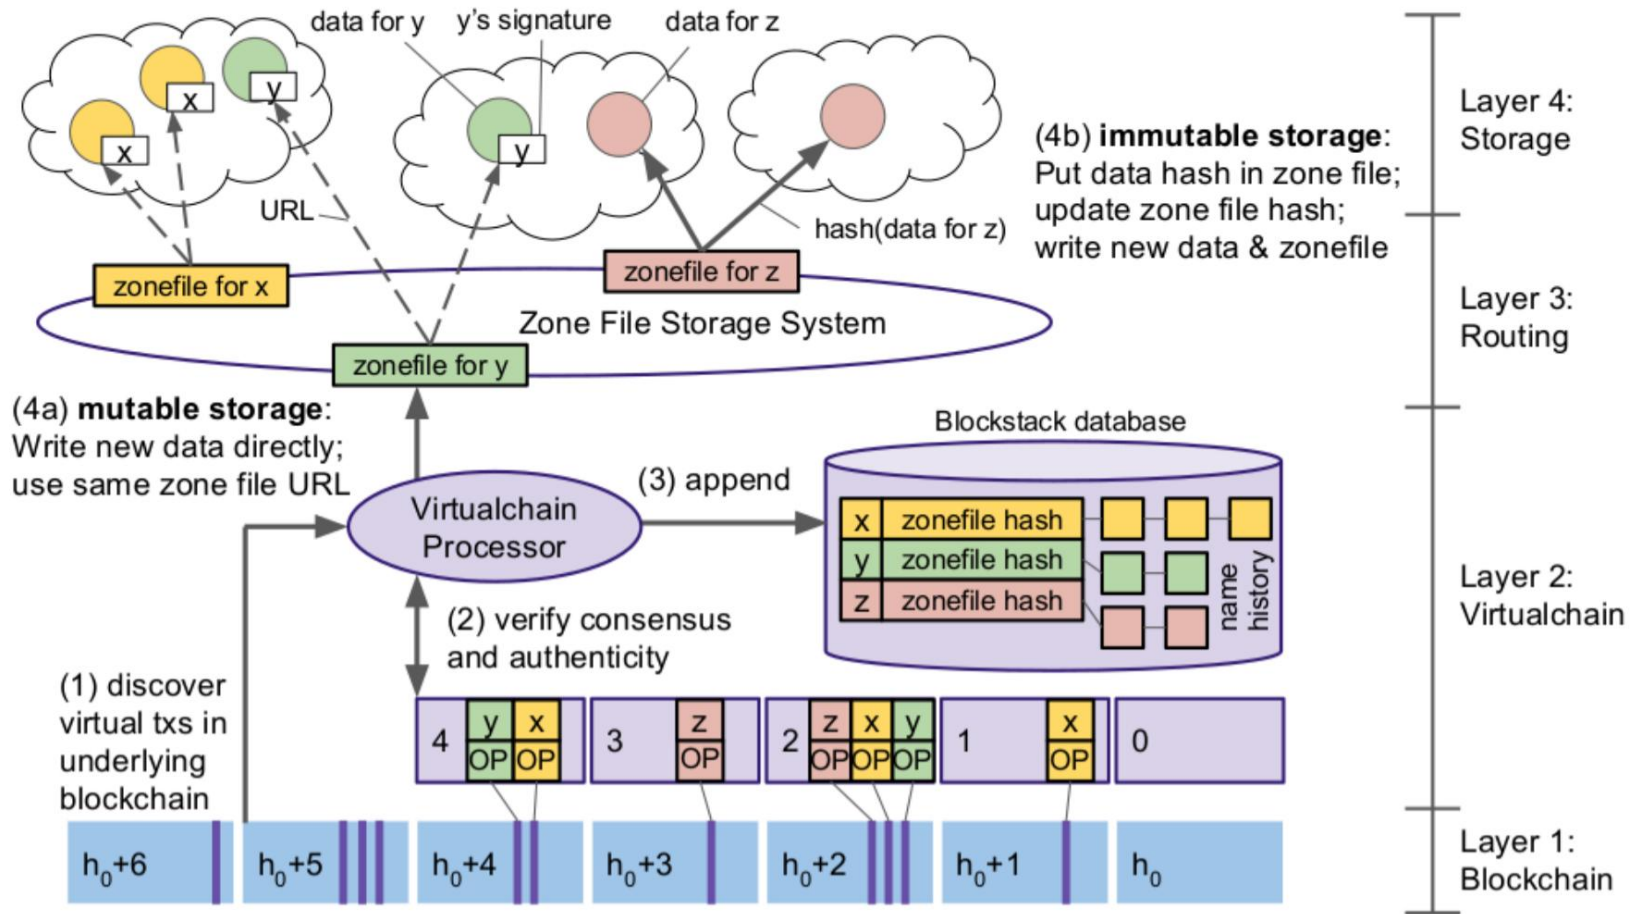 data for y
y's signature
data for z
x
y
x
y
URL
hash(data for z)
(4b) immutable storage:
Put data hash in zone file;
update zone file hash;
write new data & zonefile
Layer 4:
Storage
zonefile for x
zonefile for z
Zone File Storage System
zonefile for y
Layer 3:
Routing
(4a) mutable storage:
Write new data directly;
use same zone file URL
Virtualchain
Processor
(3) append
Blockstack database
x zonefile hash
y zonefile hash
z zonefile hash
name
history
Layer 2:
Virtualchain
(2) verify consensus
and authenticity
(1) discover
virtual txs in
underlying
blockchain
4
y x
OP OP
3
z
OP
2
z x y
OP OP OP
1
x
OP
0
h₀+6
h₀+5
h₀+4
h₀+3
h₀+2
h₀+1
h₀
Layer 1:
Blockchain